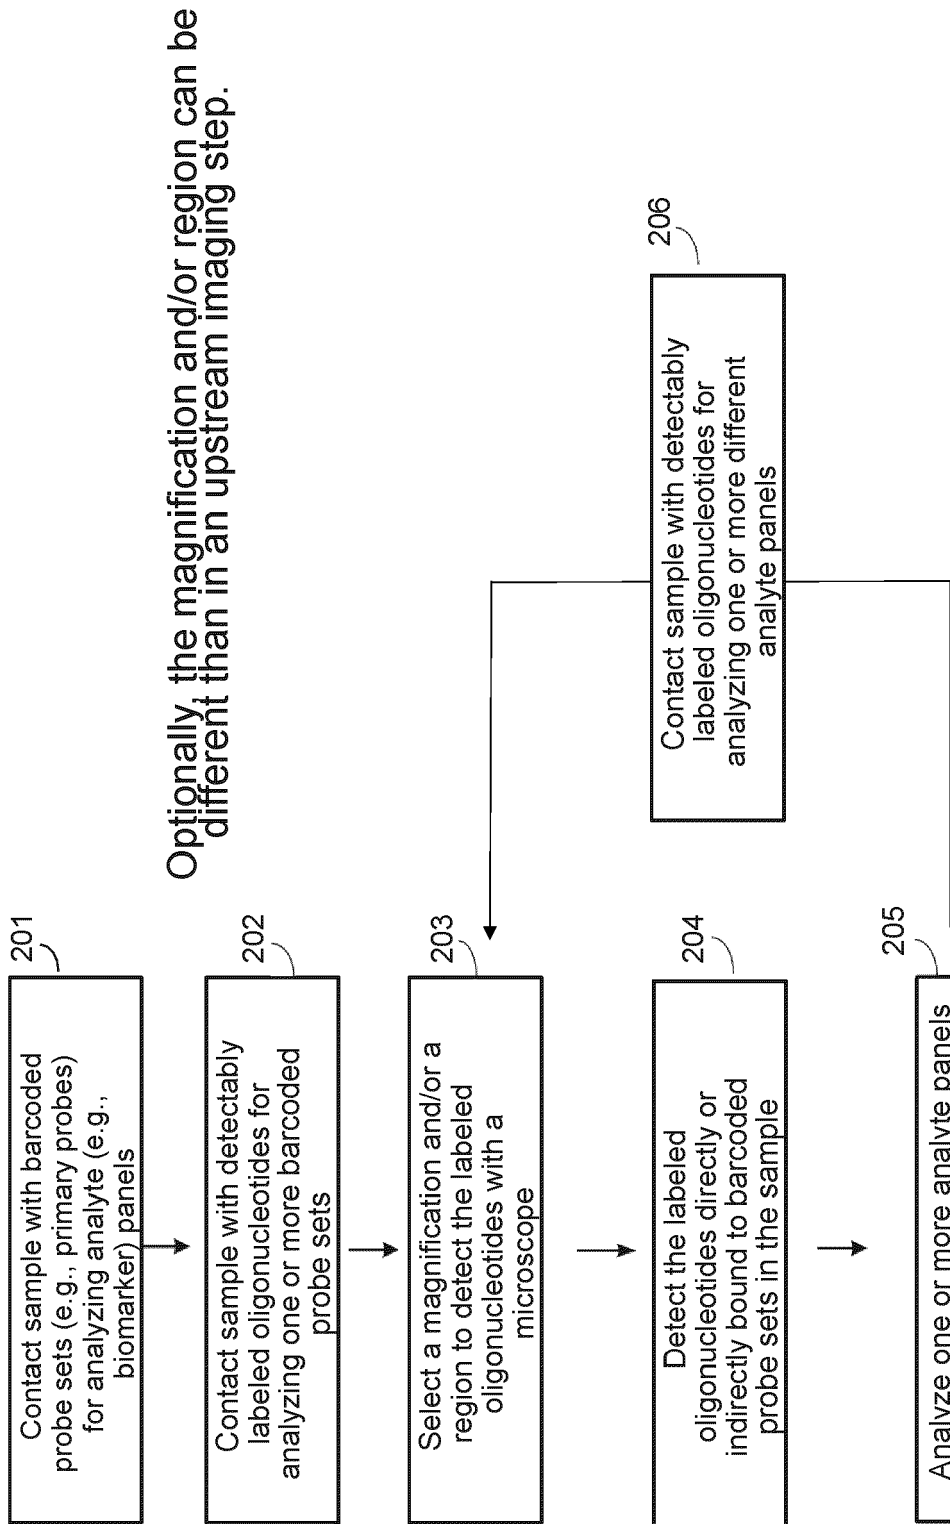 Contact sample with barcoded
probe sets (e.g., primary probes)
for analyzing analyte (e.g.,
biomarker) panels
201
Contact sample with detectably
labeled oligonucleotides for
analyzing one or more barcoded
probe sets
202
Select a magnification and/or a
region to detect the labeled
oligonucleotides with a
microscope
203
Detect the labeled
oligonucleotides directly or
indirectly bound to barcoded
probe sets in the sample
204
Analyze one or more analyte panels
205
Contact sample with detectably
labeled oligonucleotides for
analyzing one or more different
analyte panels
206
Optionally, the magnification and/or region can be
different than in an upstream imaging step.